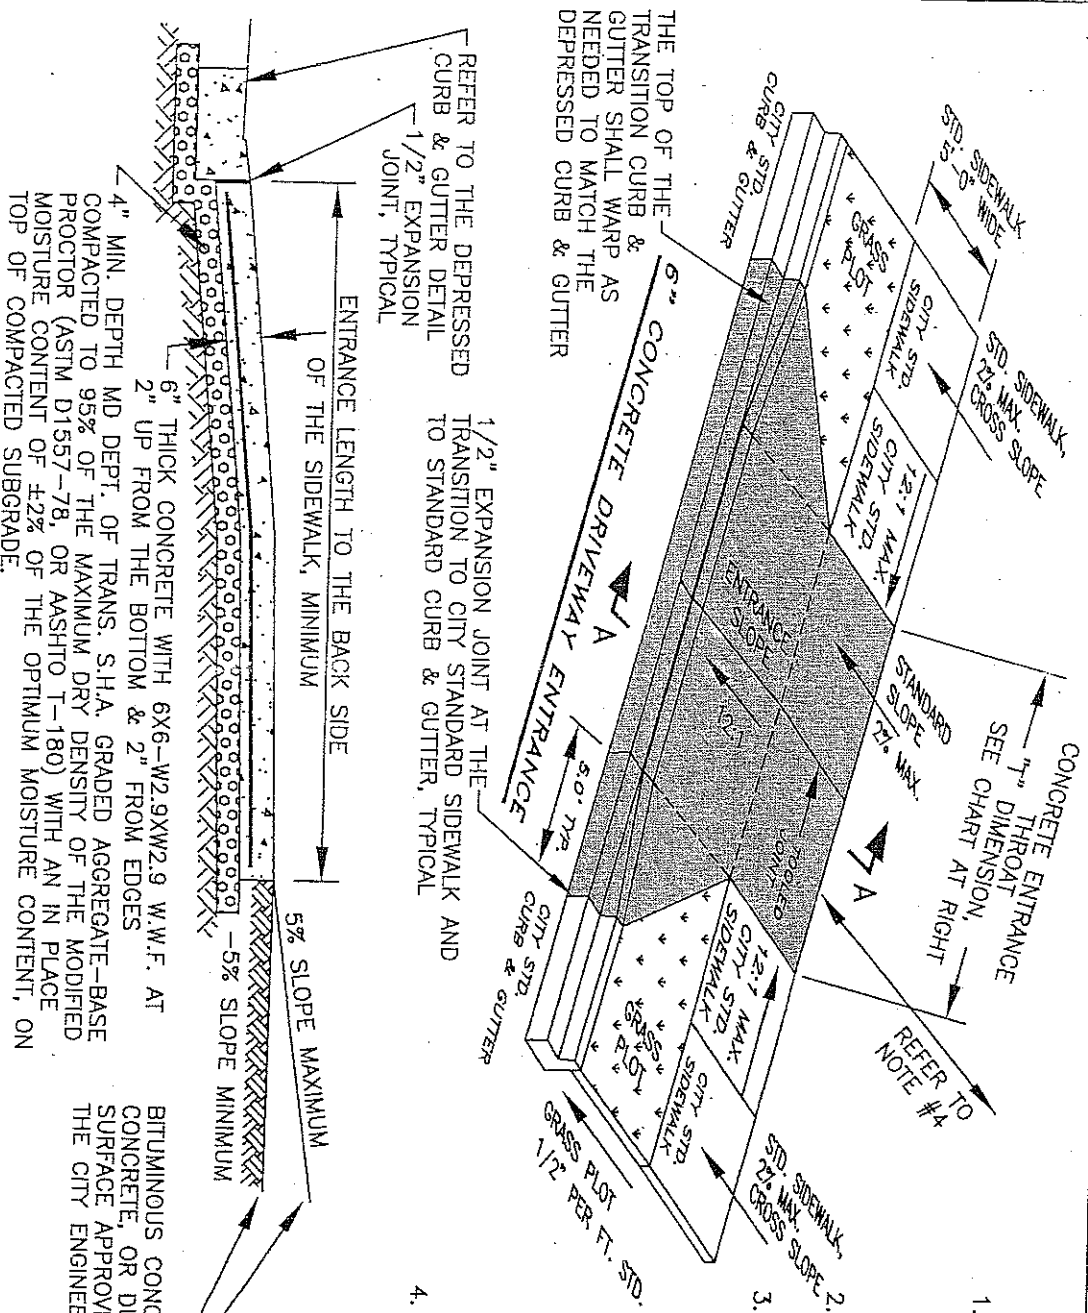 THE TOP OF THE
TRANSITION CURB &
GUTTER SHALL WARP AS
NEEDED TO MATCH THE
DEPRESSED CURB & GUTTER
CITY STD.
CURB & GUTTER
STD. SIDEWALK
5'-0" WIDE
GRASS
PLOT
CITY STD.
SIDEWALK
STD. SIDEWALK,
2% MAX.
CROSS SLOPE
12:1 MAX.
CITY STD.
SIDEWALK
STANDARD
SLOPE
2% MAX.
CONCRETE ENTRANCE
"T" THROAT
DIMENSION,
SEE CHART AT RIGHT
REFER TO
NOTE #4
A
ENTRANCE
SLOPE
12:1
TOOLED
JOINT
A
6" CONCRETE DRIVEWAY ENTRANCE
5.0' TYP.
12:1 MAX.
CITY STD.
SIDEWALK
CITY STD.
SIDEWALK
GRASS
PLOT
CITY STD.
CURB & GUTTER
STD. SIDEWALK,
2% MAX.
CROSS SLOPE
GRASS PLOT
1/2" PER FT. STD.
1/2" EXPANSION JOINT AT THE
TRANSITION TO CITY STANDARD SIDEWALK AND
TO STANDARD CURB & GUTTER, TYPICAL
REFER TO THE DEPRESSED
CURB & GUTTER DETAIL
1/2" EXPANSION
JOINT, TYPICAL
ENTRANCE LENGTH TO THE BACK SIDE
OF THE SIDEWALK, MINIMUM
5% SLOPE MAXIMUM
-5% SLOPE MINIMUM
6" THICK CONCRETE WITH 6X6-W2.9XW2.9 W.W.F. AT
2" UP FROM THE BOTTOM & 2" FROM EDGES
4" MIN. DEPTH MD DEPT. OF TRANS. S.H.A. GRADED AGGREGATE-BASE
COMPACTED TO 95% OF THE MAXIMUM DRY DENSITY OF THE MODIFIED
PROCTOR (ASTM D1557-78, OR AASHTO T-180) WITH AN IN PLACE
MOISTURE CONTENT OF ±2% OF THE OPTIMUM MOISTURE CONTENT, ON
TOP OF COMPACTED SUBGRADE.
BITUMINOUS CONC
CONCRETE, OR DU
SURFACE APPROV
THE CITY ENGINEE
1.
2.
3.
4.